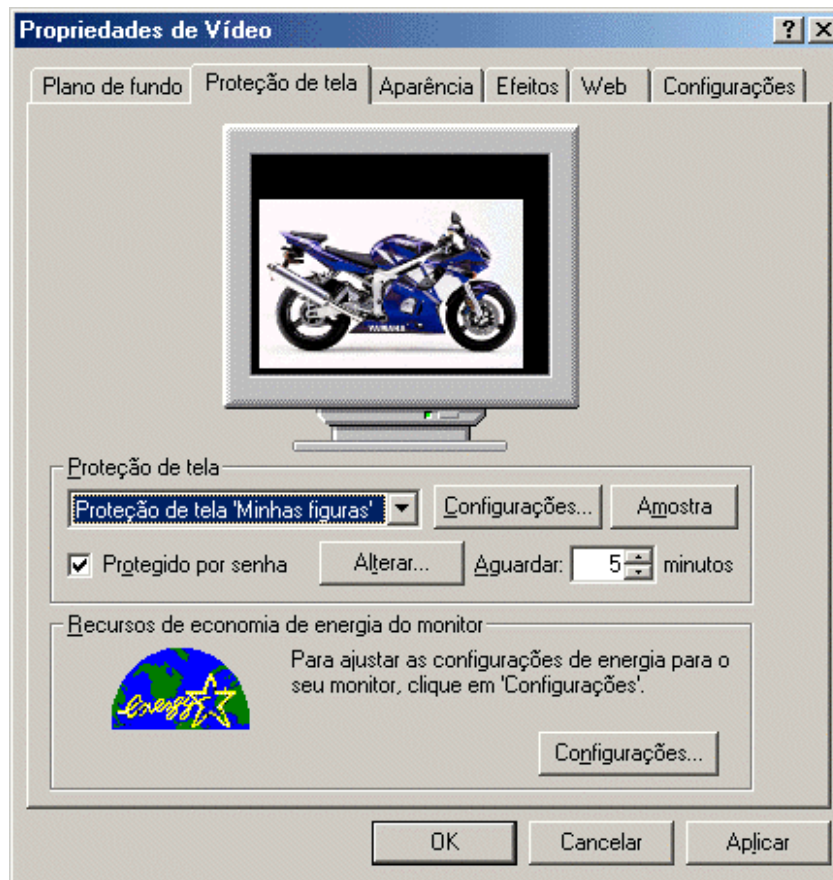 Propriedades de Vídeo
Plano de fundo Proteção de tela Aparência Efeitos Web Configurações
YAMAHA
Proteção de tela
Proteção de tela 'Minhas figuras' Configurações... Amostra
Protegido por senha Alterar... Aguardar: 5 minutos
Recursos de economia de energia do monitor
Para ajustar as configurações de energia para o
seu monitor, clique em 'Configurações'.
energy
Configurações...
OK Cancelar Aplicar